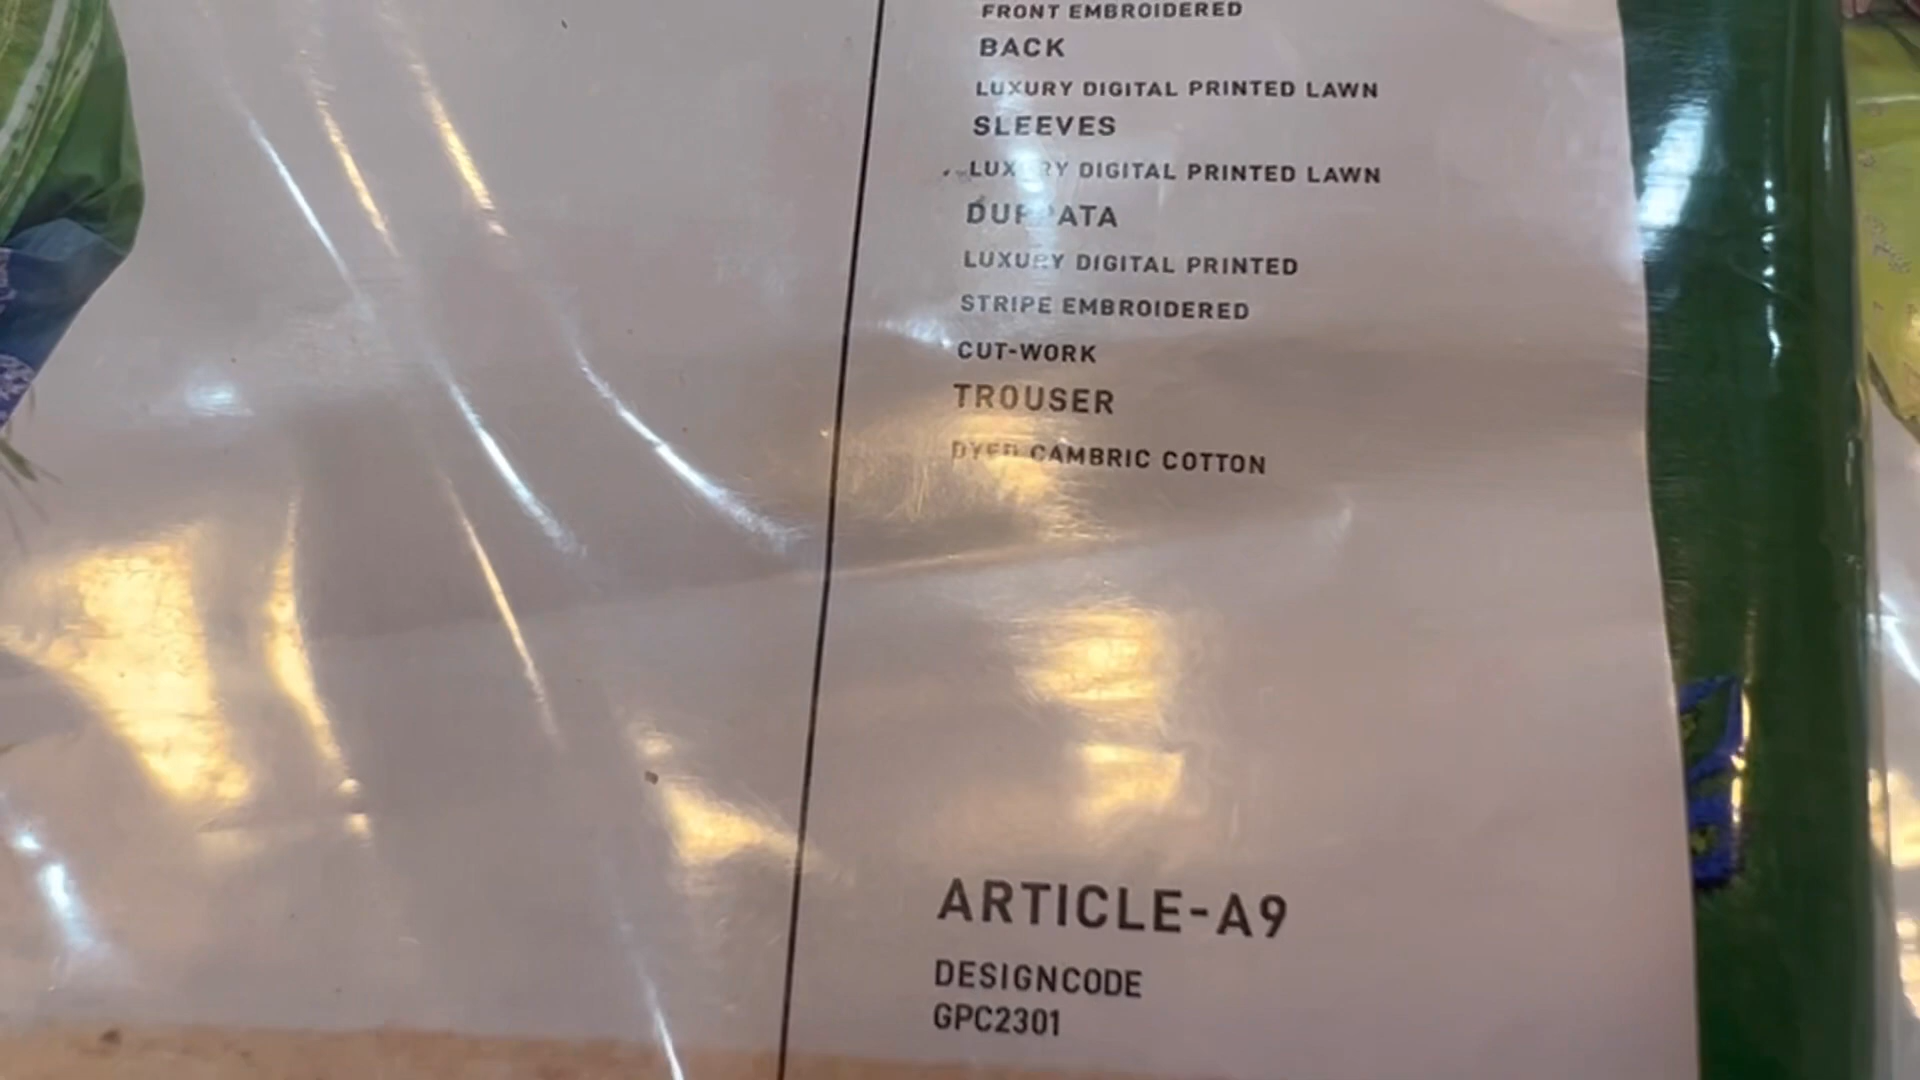 FRONT EMBROIDERED
BACK
LUXURY DIGITAL PRINTED LAWN
SLEEVES
LUXURY DIGITAL PRINTED LAWN
DUPPATA
LUXURY DIGITAL PRINTED
STRIPE EMBROIDERED
CUT-WORK
TROUSER
DYED CAMBRIC COTTON
ARTICLE-A9
DESIGNCODE
GPC2301